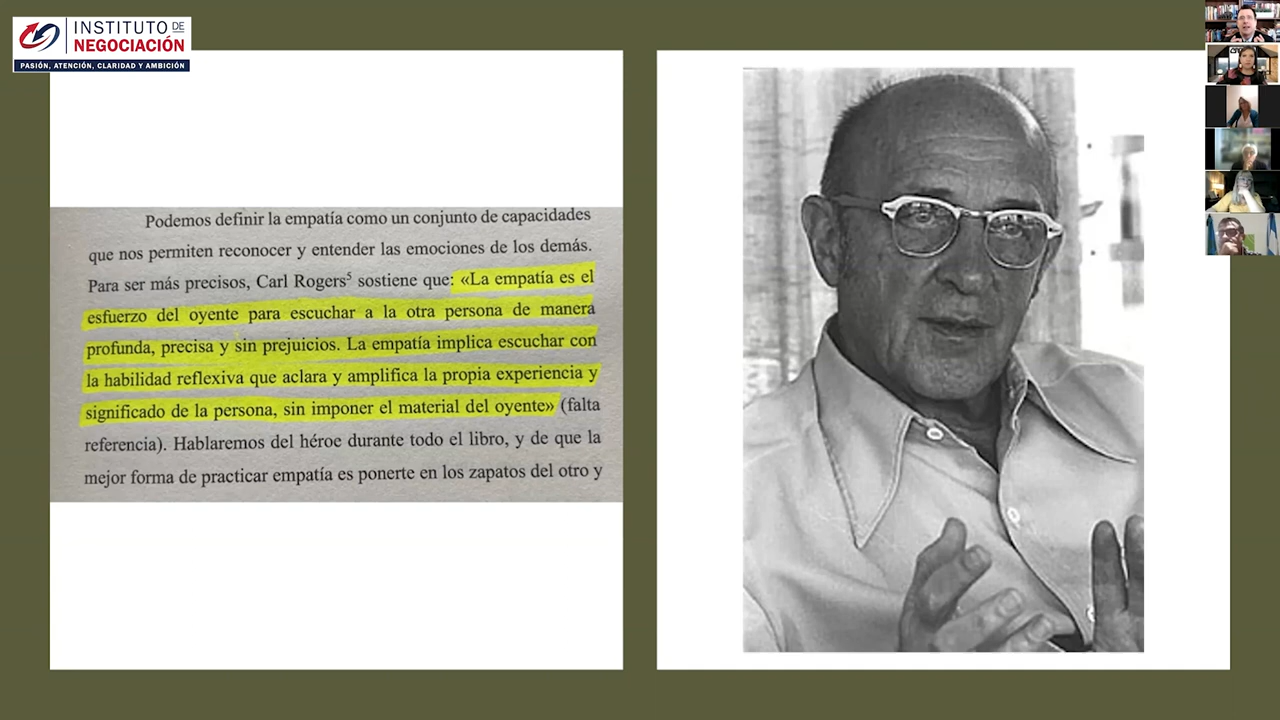 INSTITUTO DE
NEGOCIACIÓN
PASIÓN, ATENCIÓN, CLARIDAD Y AMBICIÓN
Podemos definir la empatía como un conjunto de capacidades
que nos permiten reconocer y entender las emociones de los demás.
Para ser más precisos, Carl Rogers⁵ sostiene que: «La empatía es el
esfuerzo del oyente para escuchar a la otra persona de manera
profunda, precisa y sin prejuicios. La empatía implica escuchar con
la habilidad reflexiva que aclara y amplifica la propia experiencia y
significado de la persona, sin imponer el material del oyente» (falta
referencia). Hablaremos del héroe durante todo el libro, y de que la
mejor forma de practicar empatía es ponerte en los zapatos del otro y